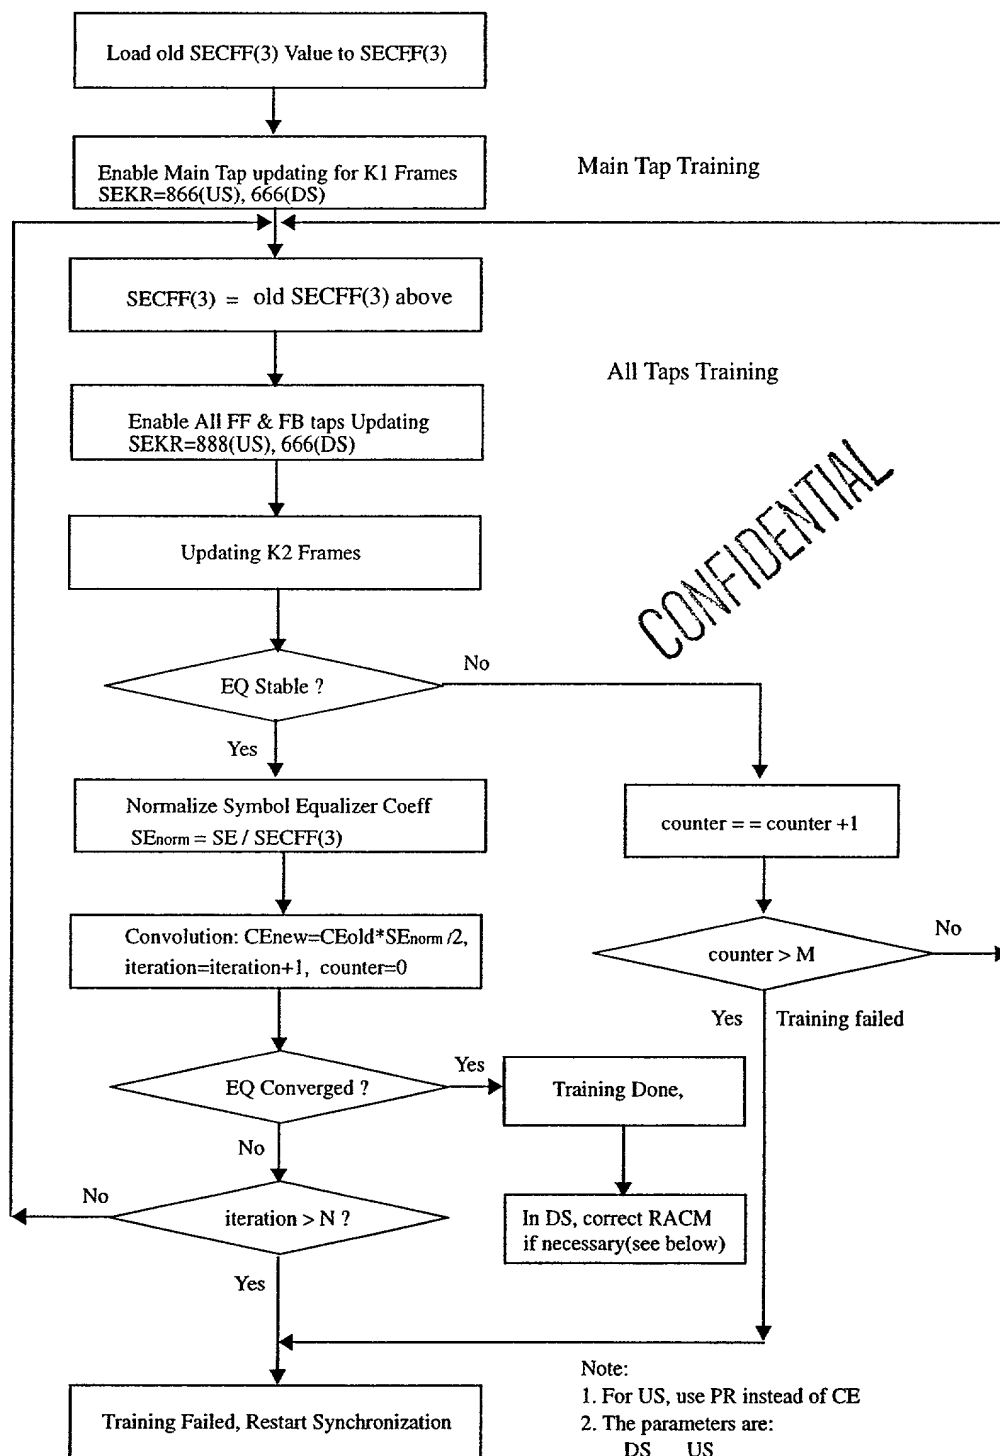 Load old SECFF(3) Value to SECFF(3)
Enable Main Tap updating for K1 Frames
SEKR=866(US), 666(DS)
Main Tap Training
SECFF(3) = old SECFF(3) above
All Taps Training
Enable All FF & FB taps Updating
SEKR=888(US), 666(DS)
CONFIDENTIAL
Updating K2 Frames
EQ Stable ?
No
Yes
Normalize Symbol Equalizer Coeff
SEnorm = SE / SECFF(3)
counter = = counter +1
Convolution: CEnew=CEold*SEnorm /2,
iteration=iteration+1, counter=0
counter > M
No
Yes
Training failed
EQ Converged ?
Yes
Training Done,
No
iteration > N ?
No
In DS, correct RACM
if necessary(see below)
Yes
Training Failed, Restart Synchronization
Note:
1. For US, use PR instead of CE
2. The parameters are:
DS US